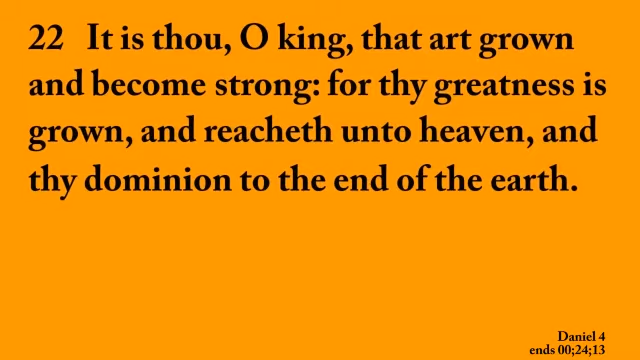 22 It is thou, O king, that art grown
and become strong: for thy greatness is
grown, and reacheth unto heaven, and
thy dominion to the end of the earth.
Daniel 4
ends 00;24;13